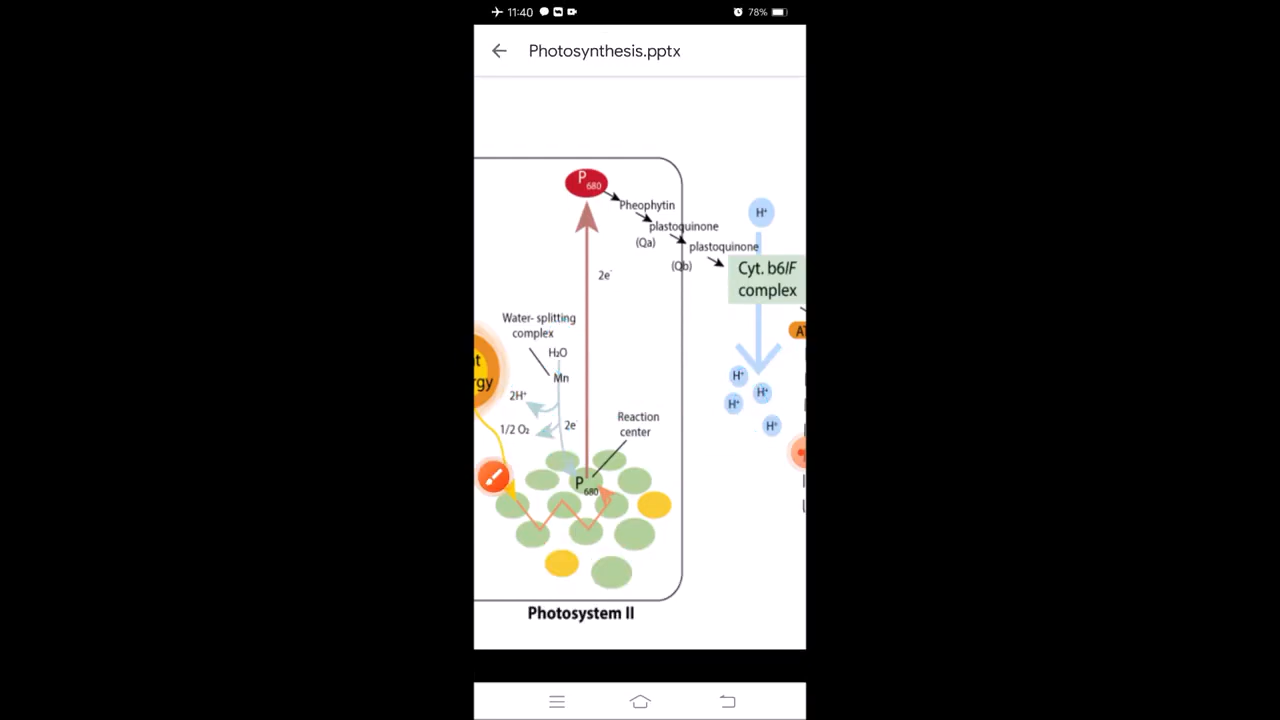 11:40
78%
Photosynthesis.pptx
P680
Pheophytin
plastoquinone
(Qa)
plastoquinone
(Qb)
H⁺
Cyt. b6/F
complex
2e⁻
Water- splitting
complex
H₂O
Mn
2H⁺
1/2 O₂
2e⁻
Reaction
center
P680
H⁺
H⁺
H⁺
H⁺
Photosystem II